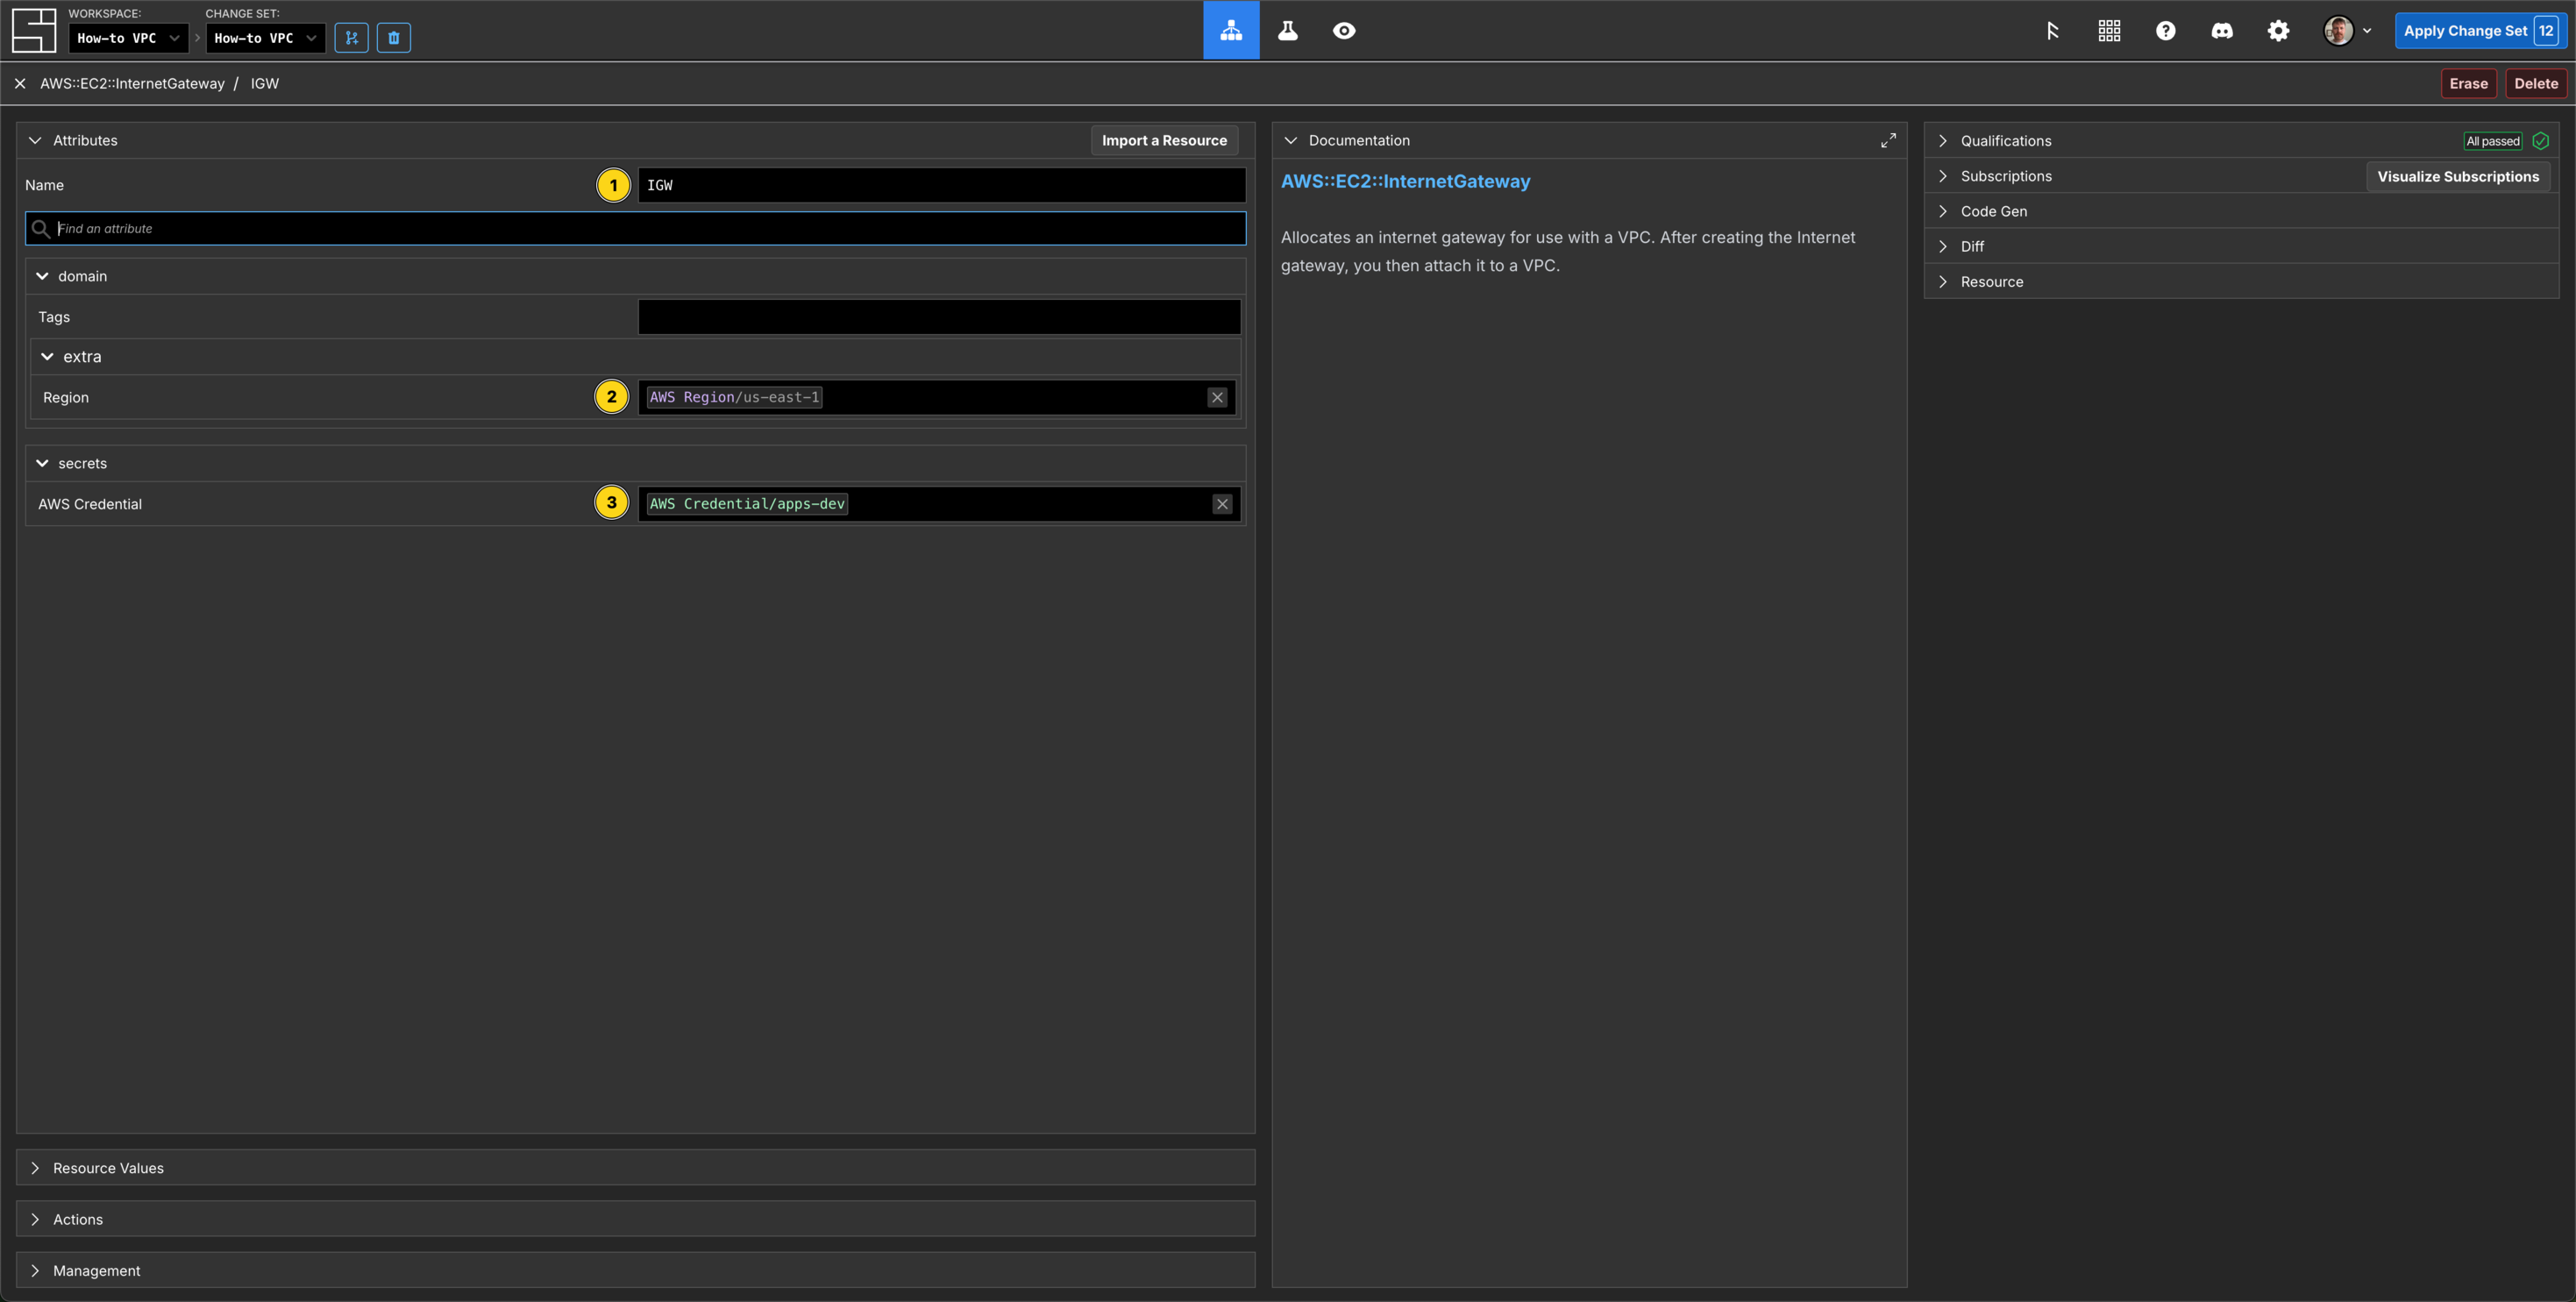 WORKSPACE:
How-to VPC
CHANGE SET:
How-to VPC
Apply Change Set 12
AWS::EC2::InternetGateway / IGW
Erase
Delete
Attributes
Import a Resource
Name
1
IGW
Find an attribute
domain
Tags
extra
Region
2
AWS Region/us-east-1
secrets
AWS Credential
3
AWS Credential/apps-dev
Resource Values
Actions
Management
Documentation
AWS::EC2::InternetGateway
Allocates an internet gateway for use with a VPC. After creating the Internet
gateway, you then attach it to a VPC.
Qualifications
All passed
Subscriptions
Visualize Subscriptions
Code Gen
Diff
Resource